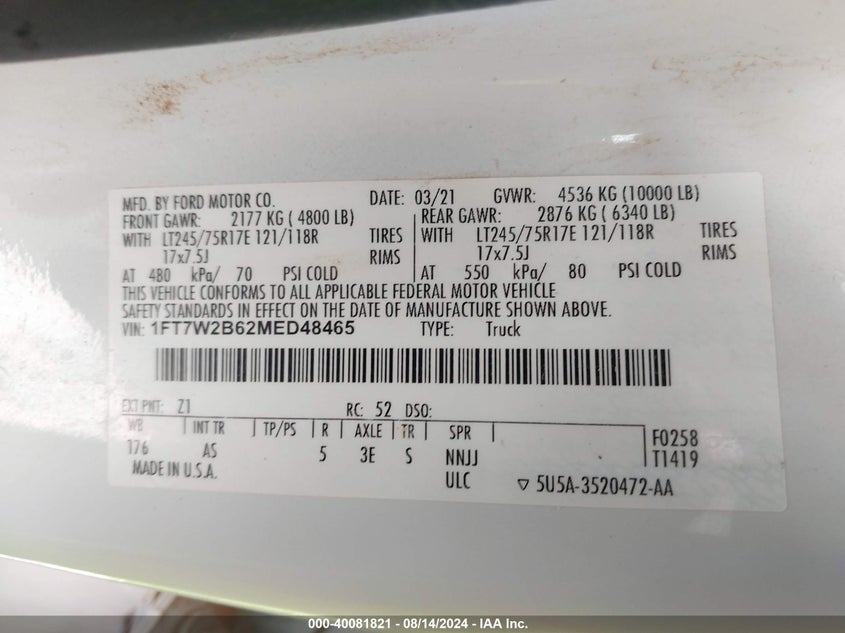 MFD. BY FORD MOTOR CO. DATE: 03/21 GVWR: 4536 KG (10000 LB)
FRONT GAWR: 2177 KG ( 4800 LB) REAR GAWR: 2876 KG ( 6340 LB)
WITH LT245/75R17E 121/118R TIRES WITH LT245/75R17E 121/118R TIRES
17x7.5J RIMS 17x7.5J RIMS
AT 480 kPa/ 70 PSI COLD AT 550 kPa/ 80 PSI COLD
THIS VEHICLE CONFORMS TO ALL APPLICABLE FEDERAL MOTOR VEHICLE
SAFETY STANDARDS IN EFFECT ON THE DATE OF MANUFACTURE SHOWN ABOVE.
VIN: 1FT7W2B62MED48465 TYPE: Truck
EXT PNT: Z1 RC: 52 DSO:
WB INT TR TP/PS R AXLE TR SPR F0258
176 AS 5 3E S NNJJ T1419
MADE IN U.S.A. ULC ▽ 5U5A-3520472-AA
000-40081821 - 08/14/2024 - IAA Inc.